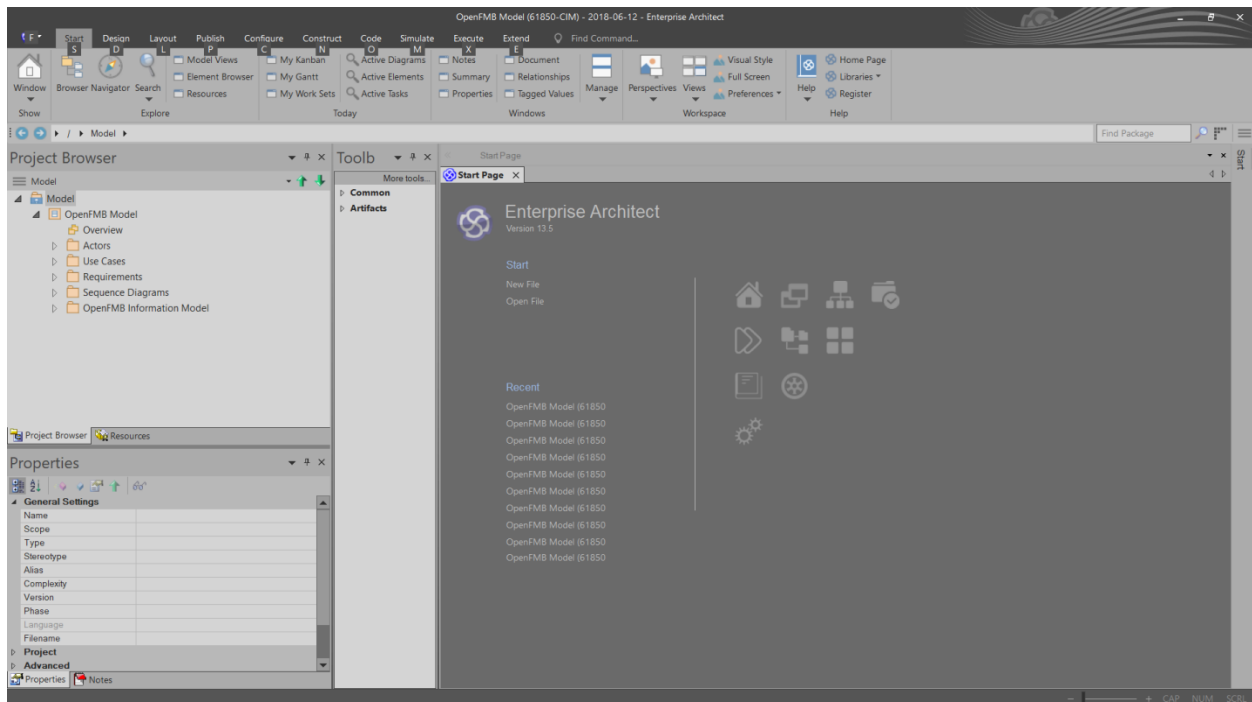 OpenFMB Model (61850-CIM) - 2018-06-12 - Enterprise Architect
F
Start Design Layout Publish Configure Construct Code Simulate Execute Extend Find Command...
S D L P C N O M X E
Model Views My Kanban Active Diagrams Notes Document Visual Style Home Page
Element Browser My Gantt Active Elements Summary Relationships Full Screen Libraries
Window Browser Navigator Search Resources My Work Sets Active Tasks Properties Tagged Values Manage Perspectives Views Preferences Help Register
Show Explore Today Windows Workspace Help
/ Model Find Package
Project Browser
Model
Model
OpenFMB Model
Overview
Actors
Use Cases
Requirements
Sequence Diagrams
OpenFMB Information Model
Project Browser Resources
Properties
General Settings
Name
Scope
Type
Stereotype
Alias
Complexity
Version
Phase
Language
Filename
Project
Advanced
Properties Notes
Toolb
More tools...
Common
Artifacts
Start Page
Start Page
Enterprise Architect
Version 13.5
Start
New File
Open File
Recent
OpenFMB Model (61850
OpenFMB Model (61850
OpenFMB Model (61850
OpenFMB Model (61850
OpenFMB Model (61850
OpenFMB Model (61850
OpenFMB Model (61850
OpenFMB Model (61850
OpenFMB Model (61850
OpenFMB Model (61850
Start
CAP NUM SCRL